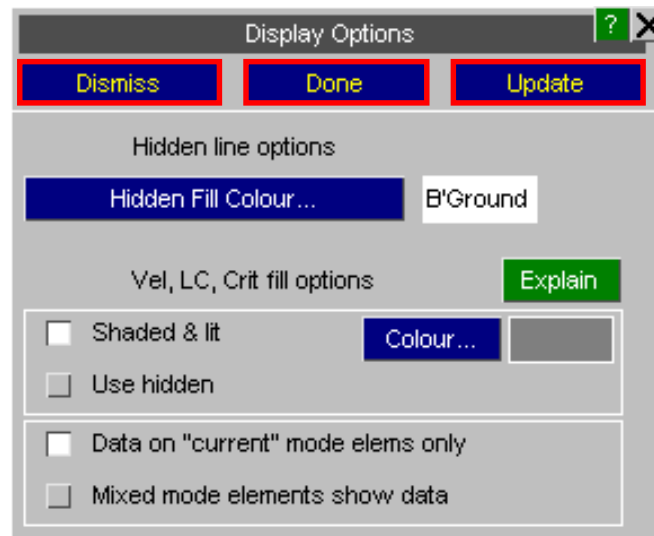 Display Options ? X
Dismiss Done Update
Hidden line options
Hidden Fill Colour... B'Ground
Vel, LC, Crit fill options Explain
Shaded & lit Colour...
Use hidden
Data on "current" mode elems only
Mixed mode elements show data